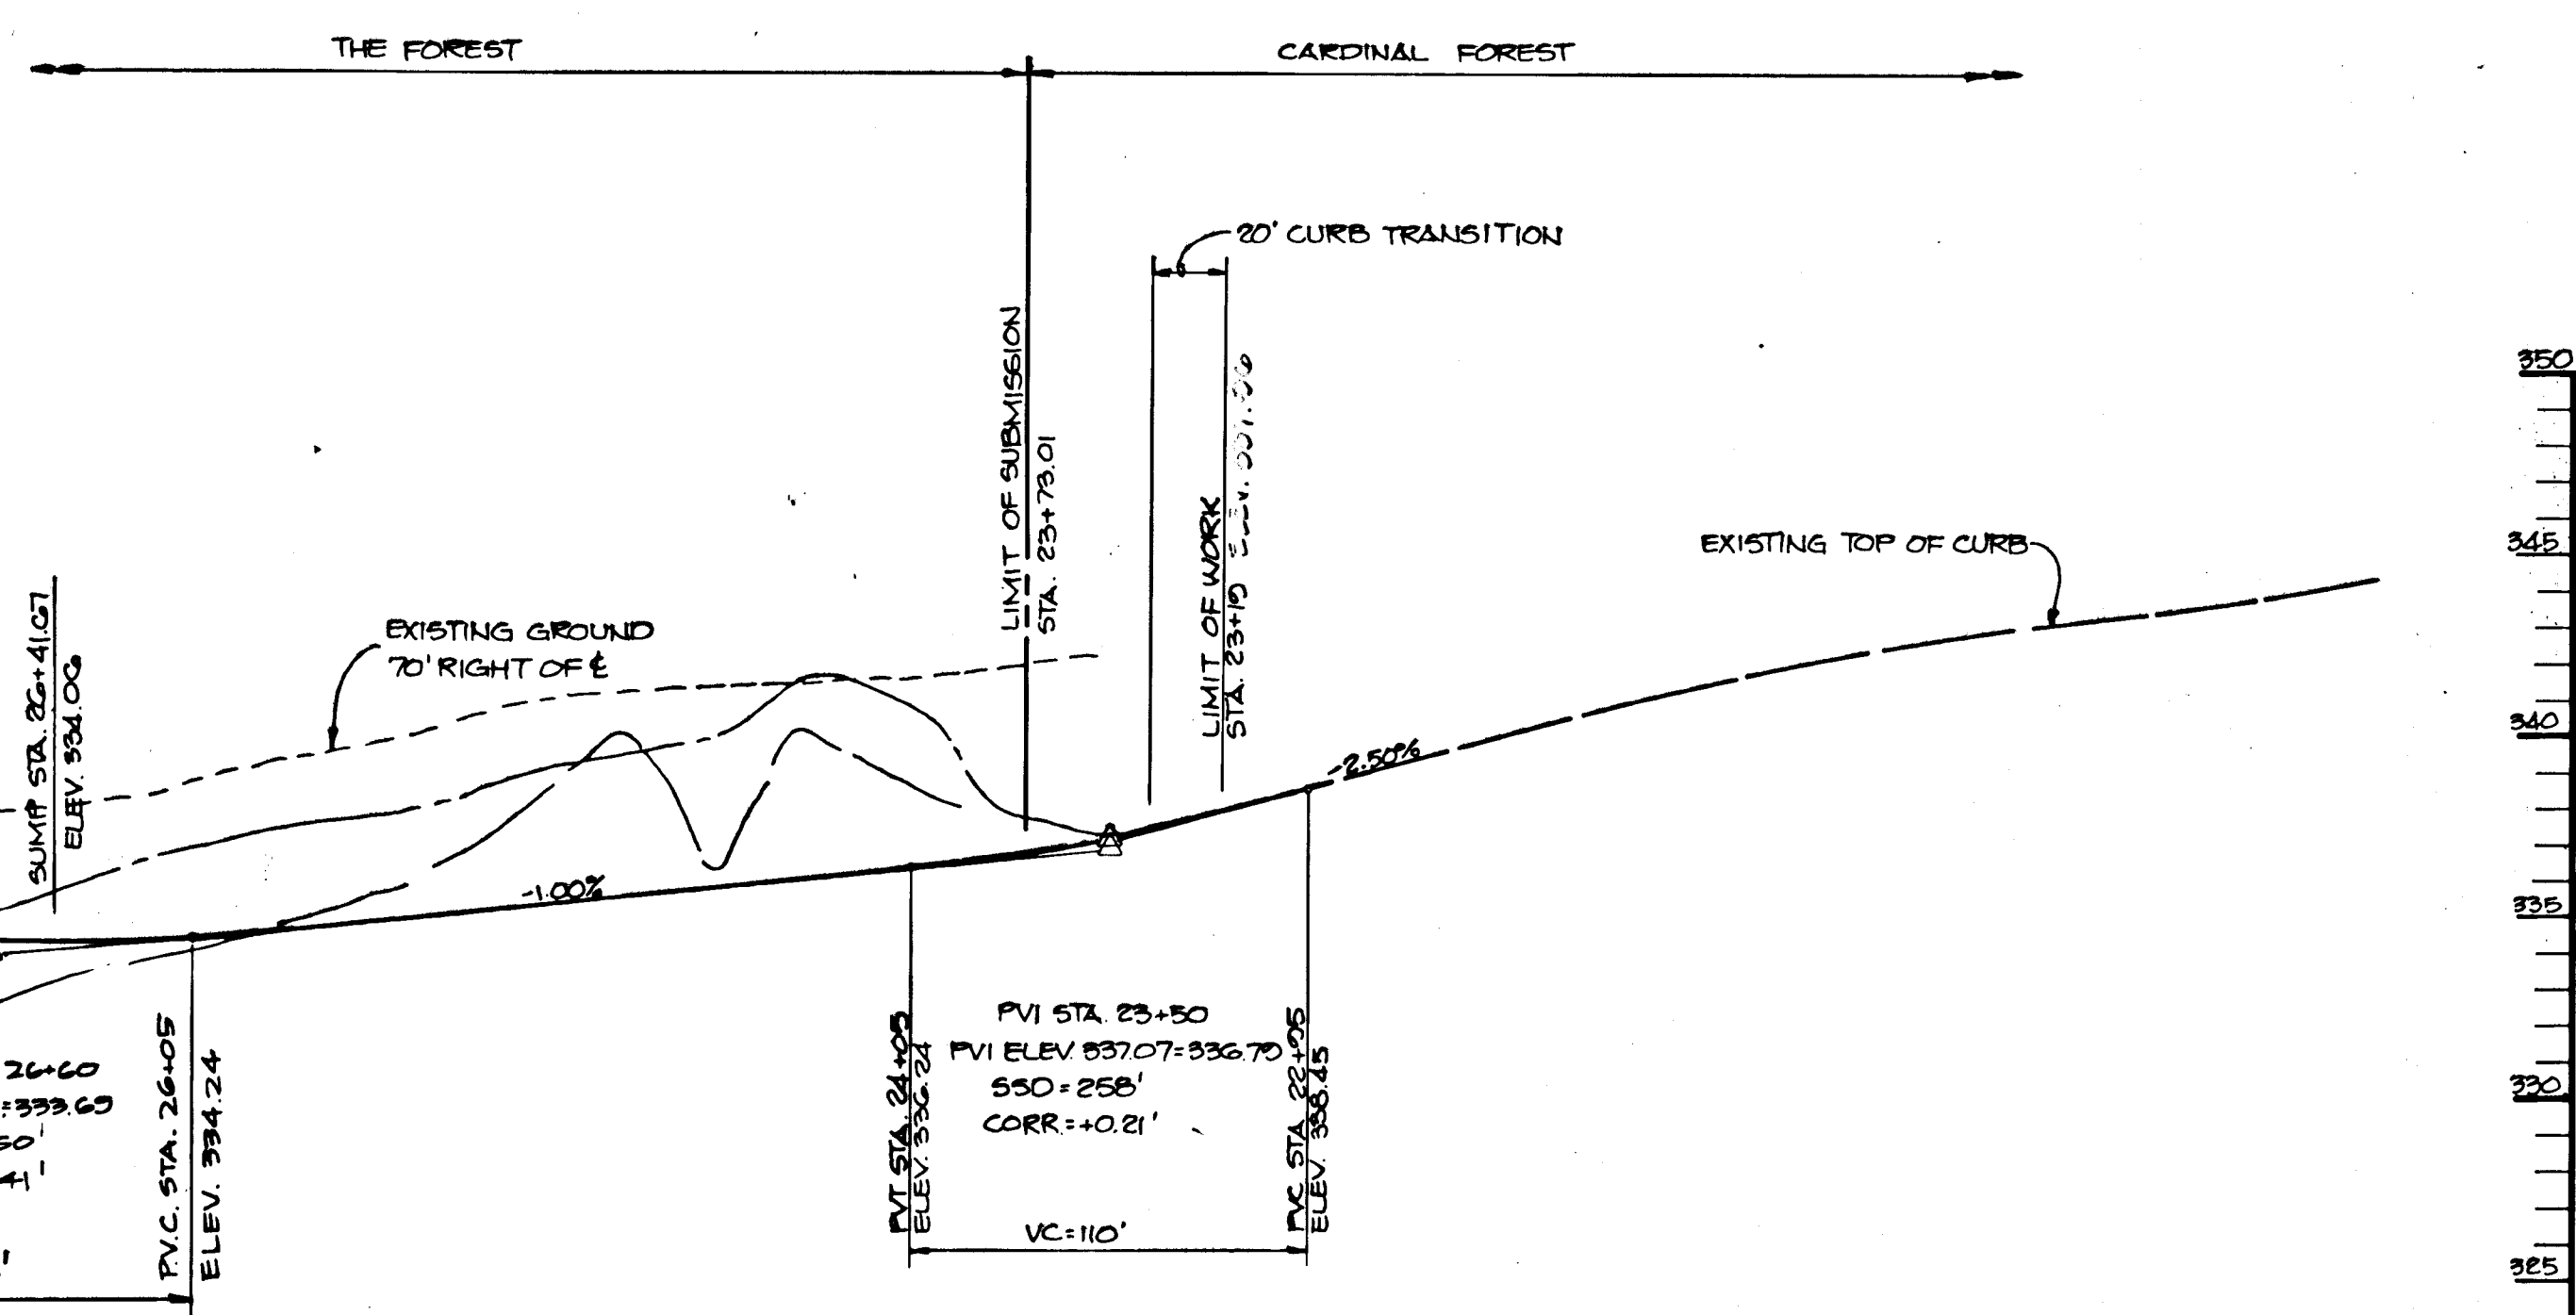 THE FOREST
CARDINAL FOREST
20' CURB TRANSITION
LIMIT OF SUBMISSION
STA. 23+73.01
LIMIT OF WORK
STA. 23+19
EXISTING TOP OF CURB
EXISTING GROUND
70' RIGHT OF ℄
SUMP STA. 26+41.67
ELEV. 334.06
-2.50%
-1.00%
350
345
340
335
330
325
PVI STA. 23+50
PVI ELEV. 337.07=336.79
SSD=258'
CORR.=+0.21'
PVT STA. 24+05
ELEV. 336.24
PVC STA. 22+95
ELEV. 338.45
VC=110'
26+60
=333.69
50'
P.V.C. STA. 26+05
ELEV. 334.24